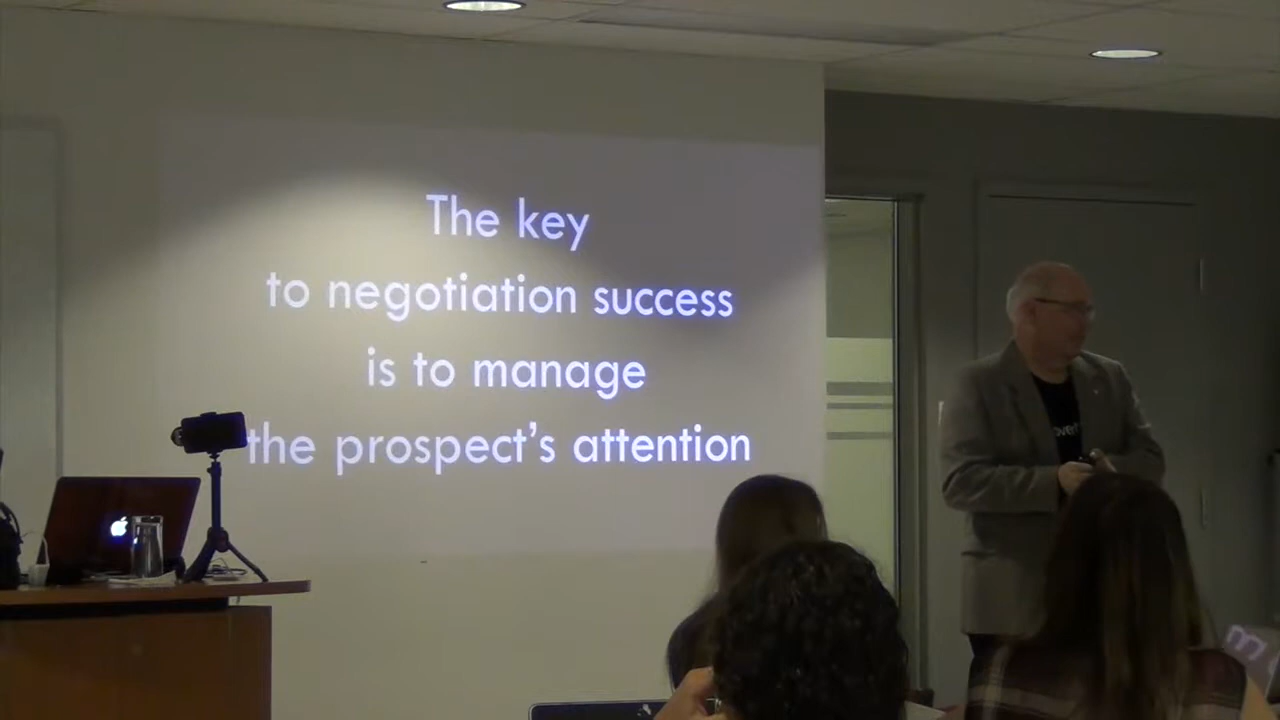 The key
to negotiation success
is to manage
the prospect's attention